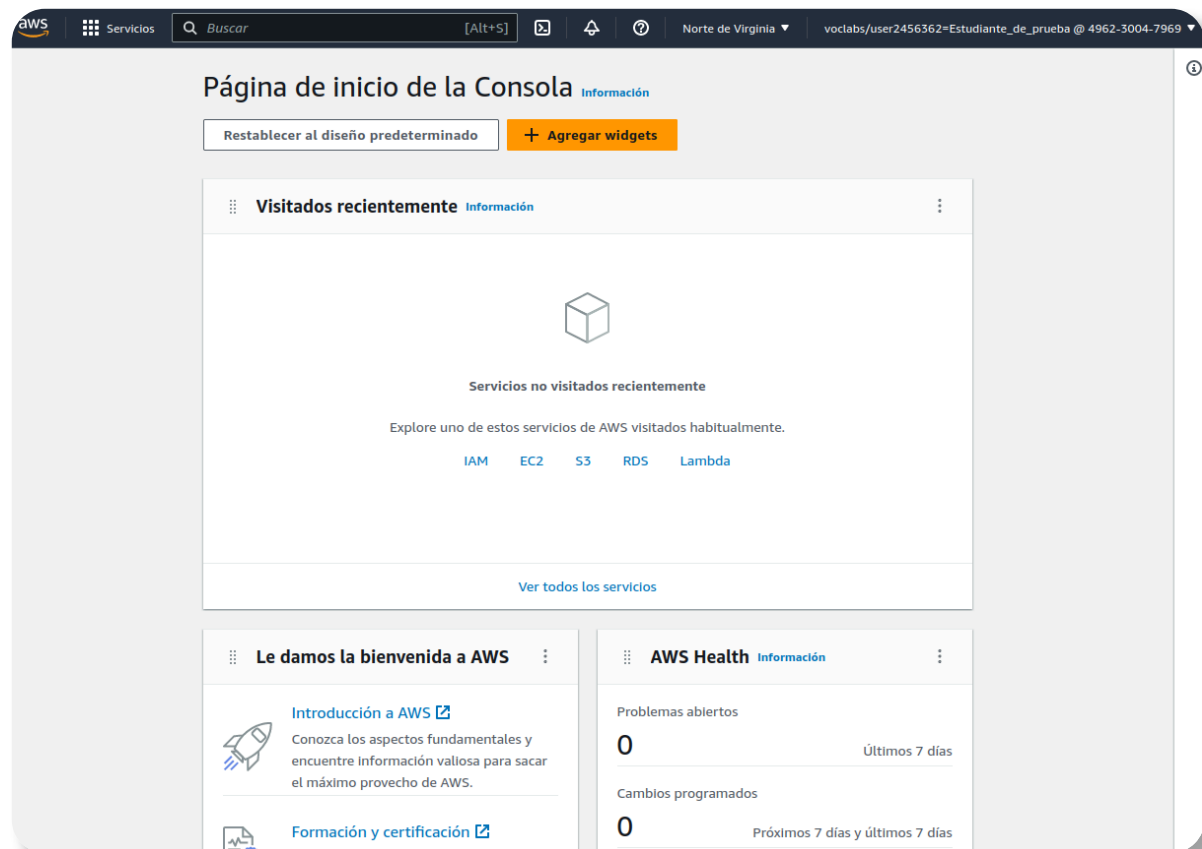 aws
Servicios
Buscar
[Alt+S]
Norte de Virginia
voclabs/user2456362=Estudiante_de_prueba @ 4962-3004-7969
Página de inicio de la Consola Información
Restablecer al diseño predeterminado
+ Agregar widgets
Visitados recientemente Información
Servicios no visitados recientemente
Explore uno de estos servicios de AWS visitados habitualmente.
IAM EC2 S3 RDS Lambda
Ver todos los servicios
Le damos la bienvenida a AWS
Introducción a AWS
Conozca los aspectos fundamentales y
encuentre información valiosa para sacar
el máximo provecho de AWS.
Formación y certificación
AWS Health Información
Problemas abiertos
0 Últimos 7 días
Cambios programados
0 Próximos 7 días y últimos 7 días